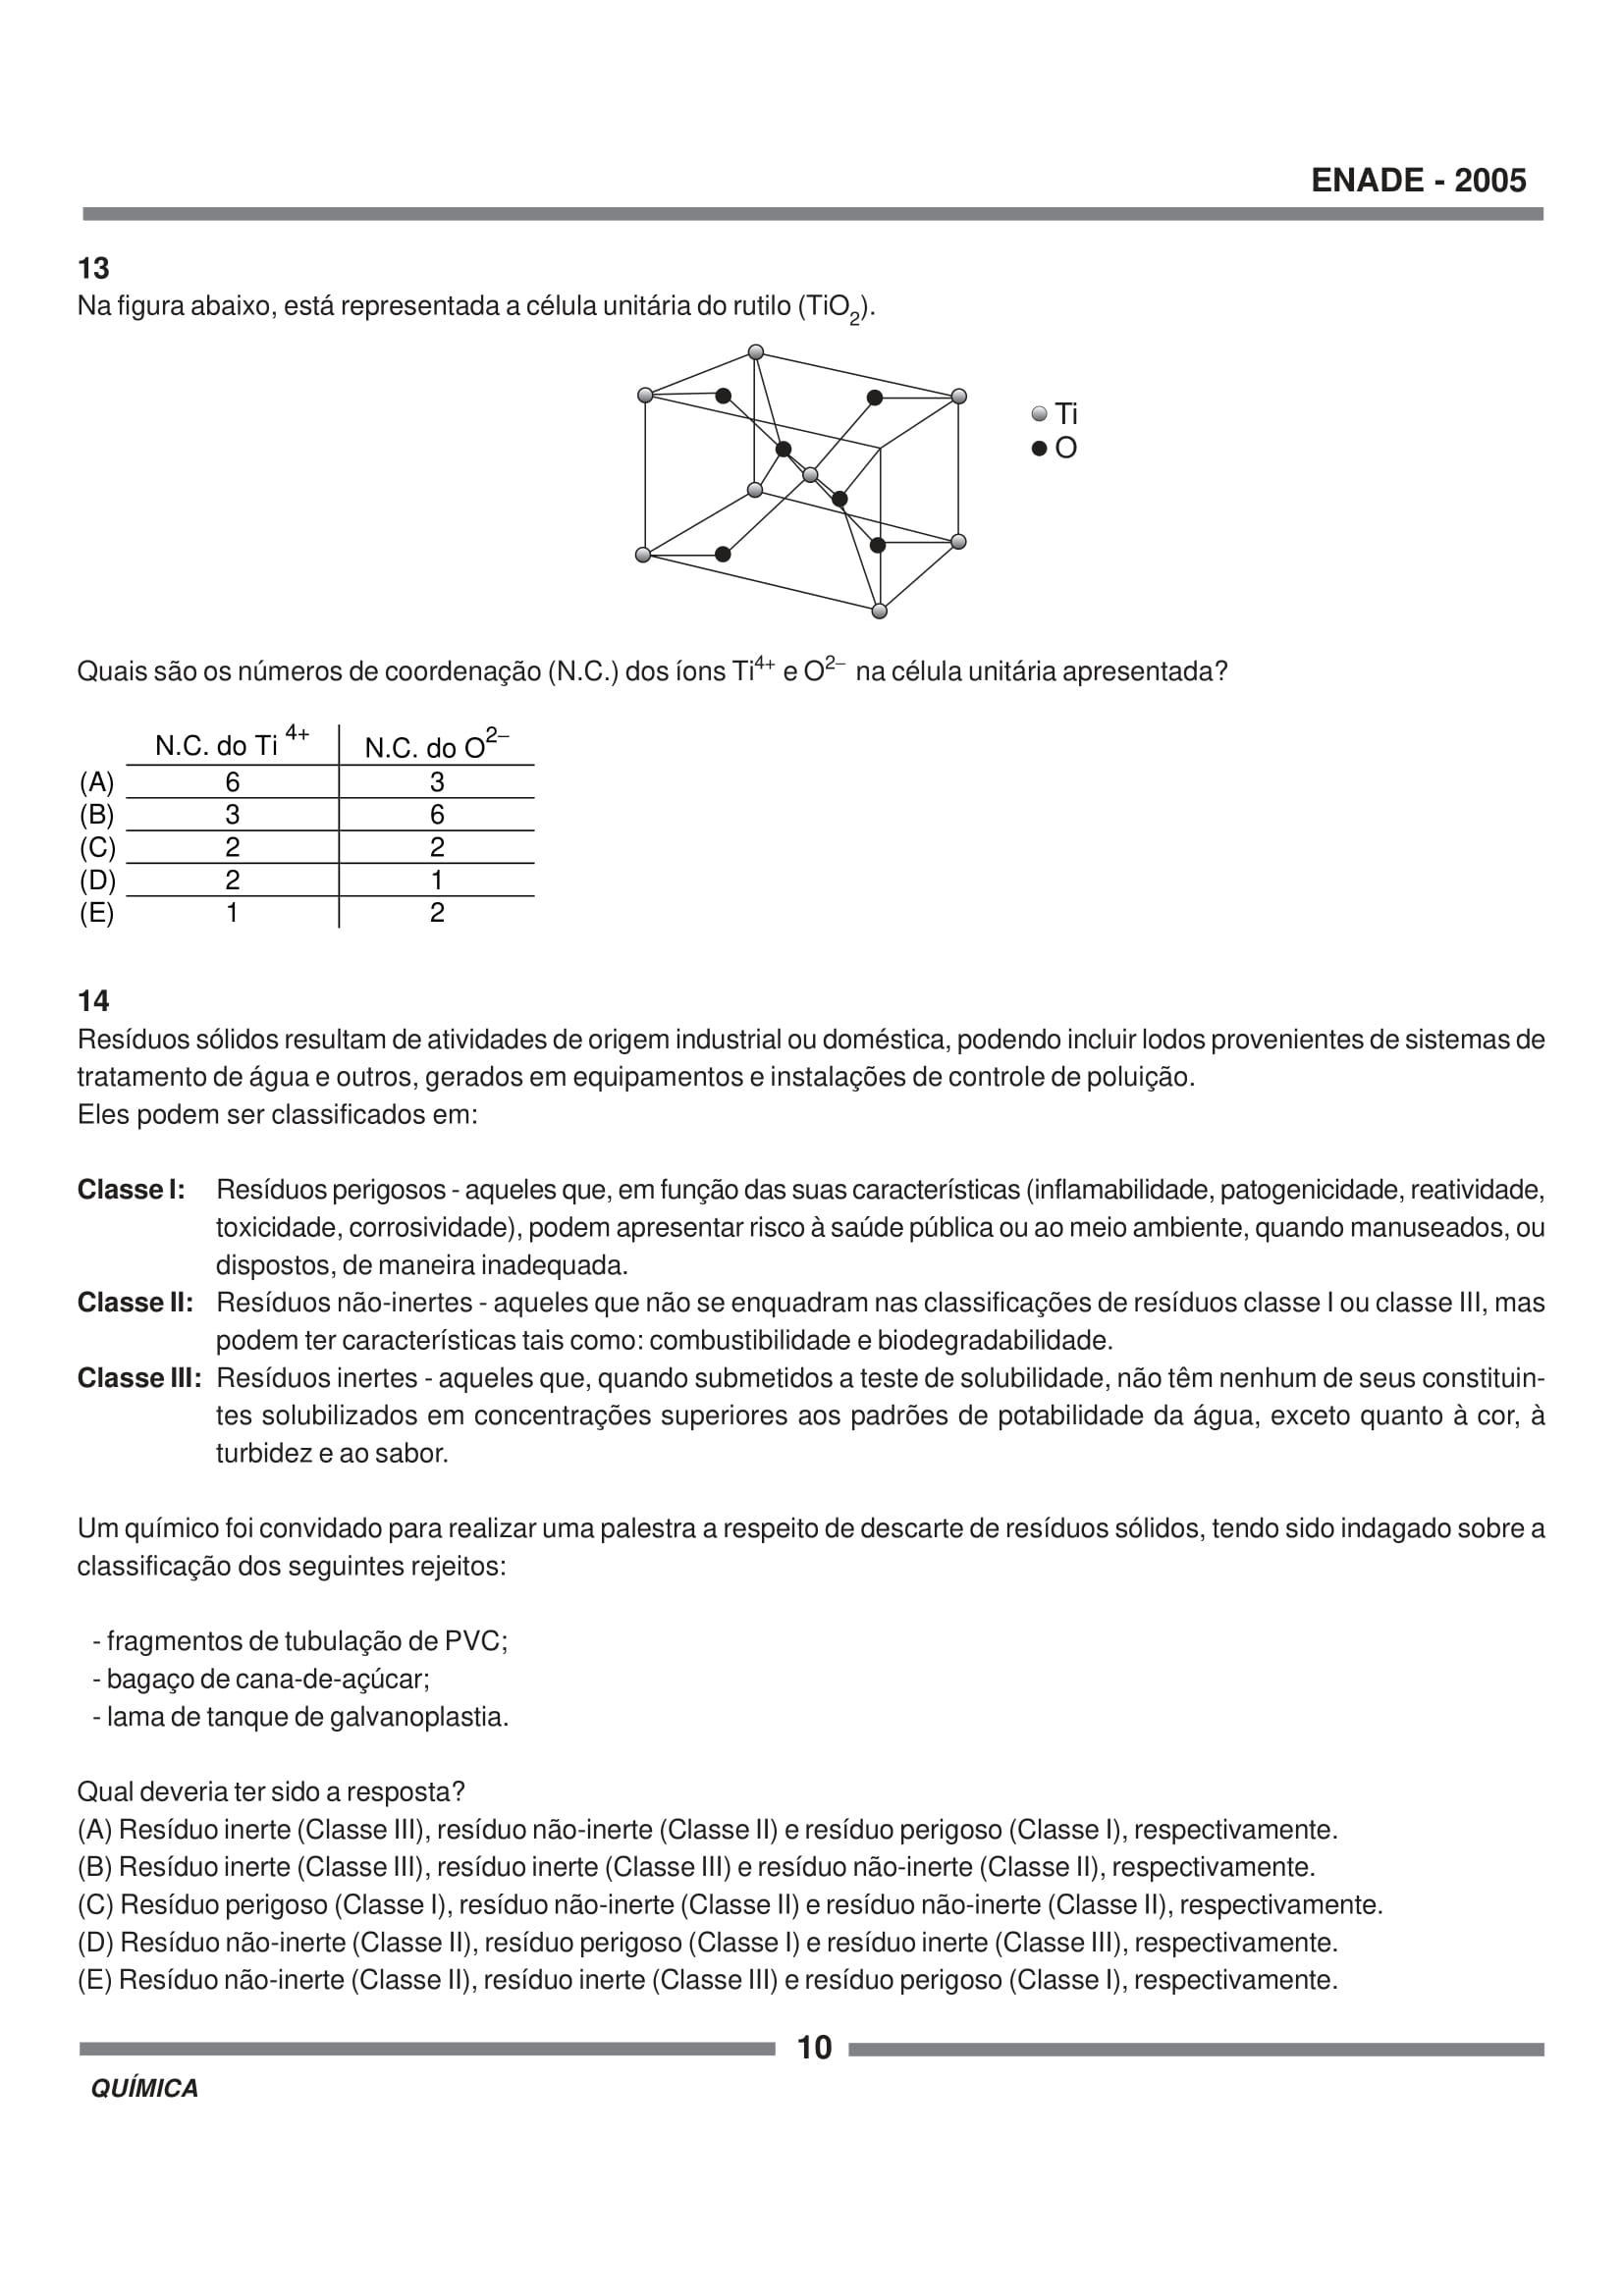 ENADE - 2005
13
Na figura abaixo, está representada a célula unitária do rutilo (TiO2).
Ti
O
Quais são os números de coordenação (N.C.) dos íons Ti4+ e O2– na célula unitária apresentada?
N.C. do Ti 4+ N.C. do O2–
(A) 6 3
(B) 3 6
(C) 2 2
(D) 2 1
(E) 1 2
14
Resíduos sólidos resultam de atividades de origem industrial ou doméstica, podendo incluir lodos provenientes de sistemas de
tratamento de água e outros, gerados em equipamentos e instalações de controle de poluição.
Eles podem ser classificados em:
Classe I: Resíduos perigosos - aqueles que, em função das suas características (inflamabilidade, patogenicidade, reatividade,
toxicidade, corrosividade), podem apresentar risco à saúde pública ou ao meio ambiente, quando manuseados, ou
dispostos, de maneira inadequada.
Classe II: Resíduos não-inertes - aqueles que não se enquadram nas classificações de resíduos classe I ou classe III, mas
podem ter características tais como: combustibilidade e biodegradabilidade.
Classe III: Resíduos inertes - aqueles que, quando submetidos a teste de solubilidade, não têm nenhum de seus constituin-
tes solubilizados em concentrações superiores aos padrões de potabilidade da água, exceto quanto à cor, à
turbidez e ao sabor.
Um químico foi convidado para realizar uma palestra a respeito de descarte de resíduos sólidos, tendo sido indagado sobre a
classificação dos seguintes rejeitos:
- fragmentos de tubulação de PVC;
- bagaço de cana-de-açúcar;
- lama de tanque de galvanoplastia.
Qual deveria ter sido a resposta?
(A) Resíduo inerte (Classe III), resíduo não-inerte (Classe II) e resíduo perigoso (Classe I), respectivamente.
(B) Resíduo inerte (Classe III), resíduo inerte (Classe III) e resíduo não-inerte (Classe II), respectivamente.
(C) Resíduo perigoso (Classe I), resíduo não-inerte (Classe II) e resíduo não-inerte (Classe II), respectivamente.
(D) Resíduo não-inerte (Classe II), resíduo perigoso (Classe I) e resíduo inerte (Classe III), respectivamente.
(E) Resíduo não-inerte (Classe II), resíduo inerte (Classe III) e resíduo perigoso (Classe I), respectivamente.
10
QUÍMICA